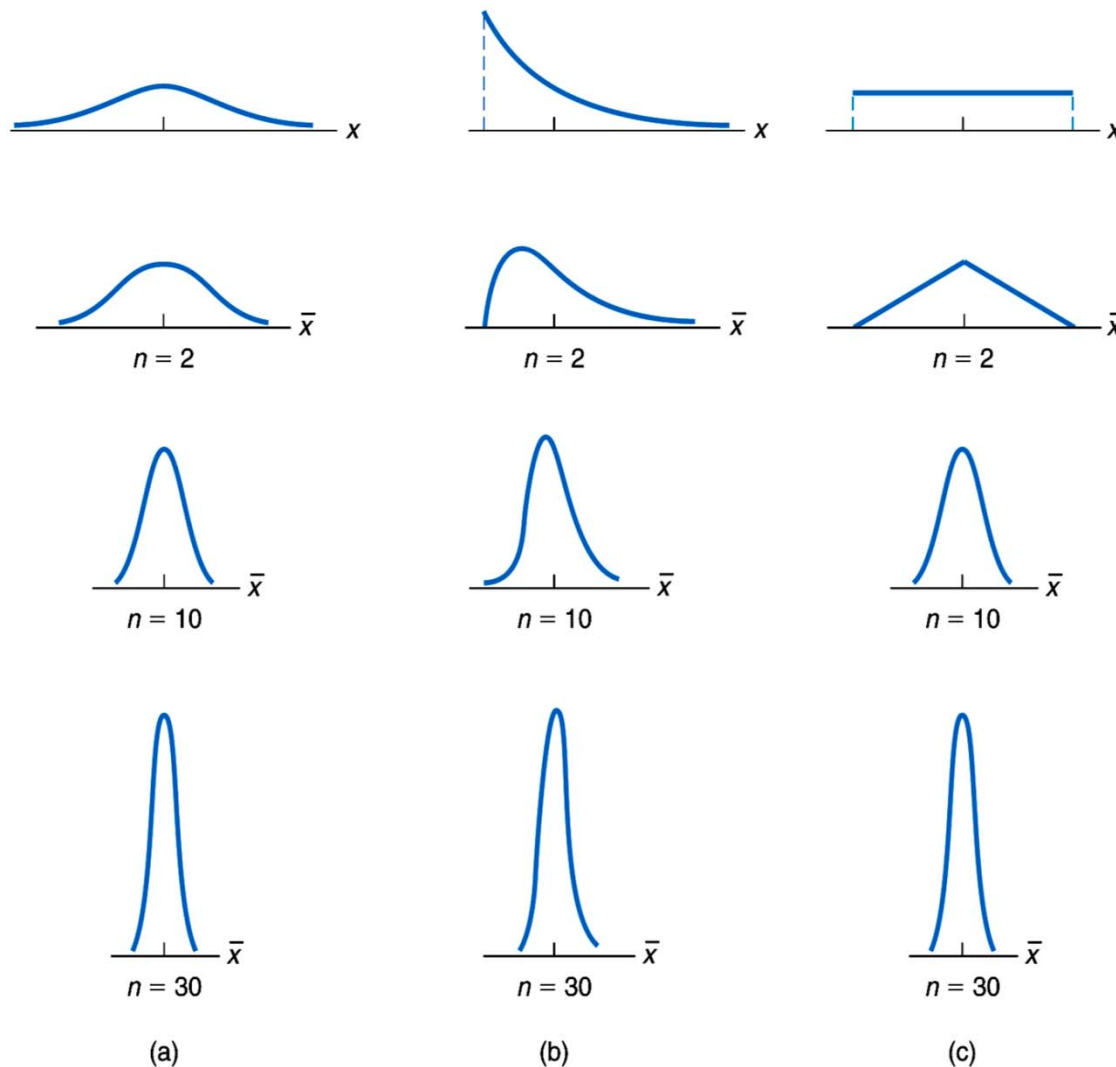 x x x
x̄ x̄ x̄
n = 2 n = 2 n = 2
x̄ x̄ x̄
n = 10 n = 10 n = 10
x̄ x̄ x̄
n = 30 n = 30 n = 30
(a) (b) (c)